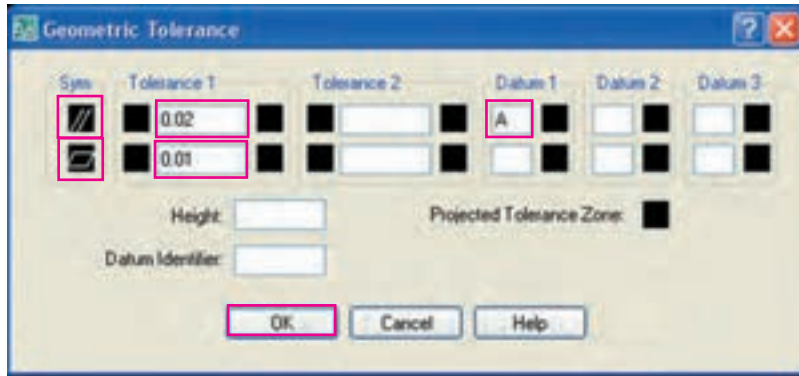 Geometric Tolerance
Sym Tolerance 1 Tolerance 2 Datum 1 Datum 2 Datum 3
0.02 A
0.01
Height:
Projected Tolerance Zone:
Datum Identifier:
OK Cancel Help